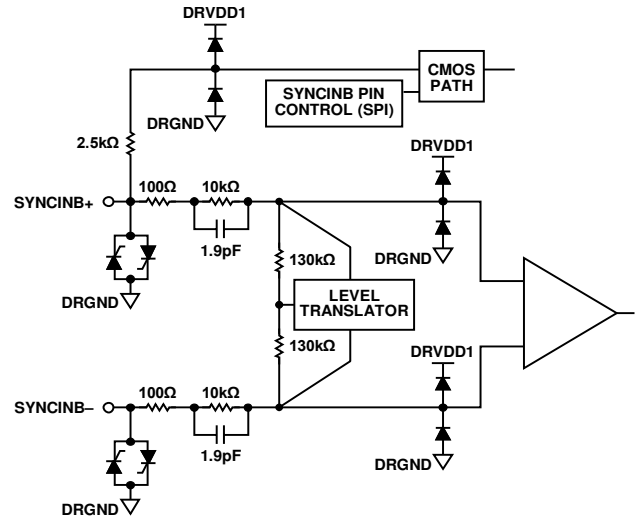 DRVDD1
CMOS
PATH
SYNCINB PIN
CONTROL (SPI)
DRGND
2.5kΩ
DRVDD1
100Ω
10kΩ
SYNCINB+
1.9pF
130kΩ
DRGND
DRGND
LEVEL
TRANSLATOR
130kΩ
DRVDD1
100Ω
10kΩ
SYNCINB–
1.9pF
DRGND
DRGND